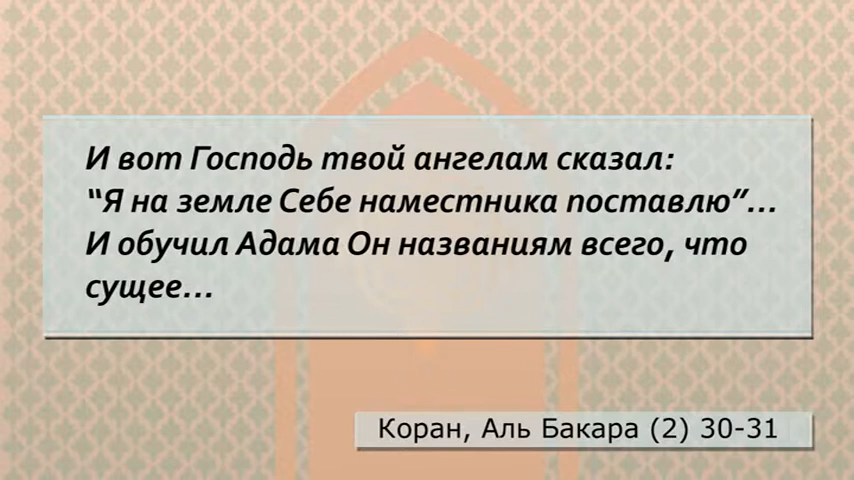 И вот Господь твой ангелам сказал:
“Я на земле Себе наместника поставлю”...
И обучил Адама Он названиям всего, что
сущее...
Коран, Аль Бакара (2) 30-31